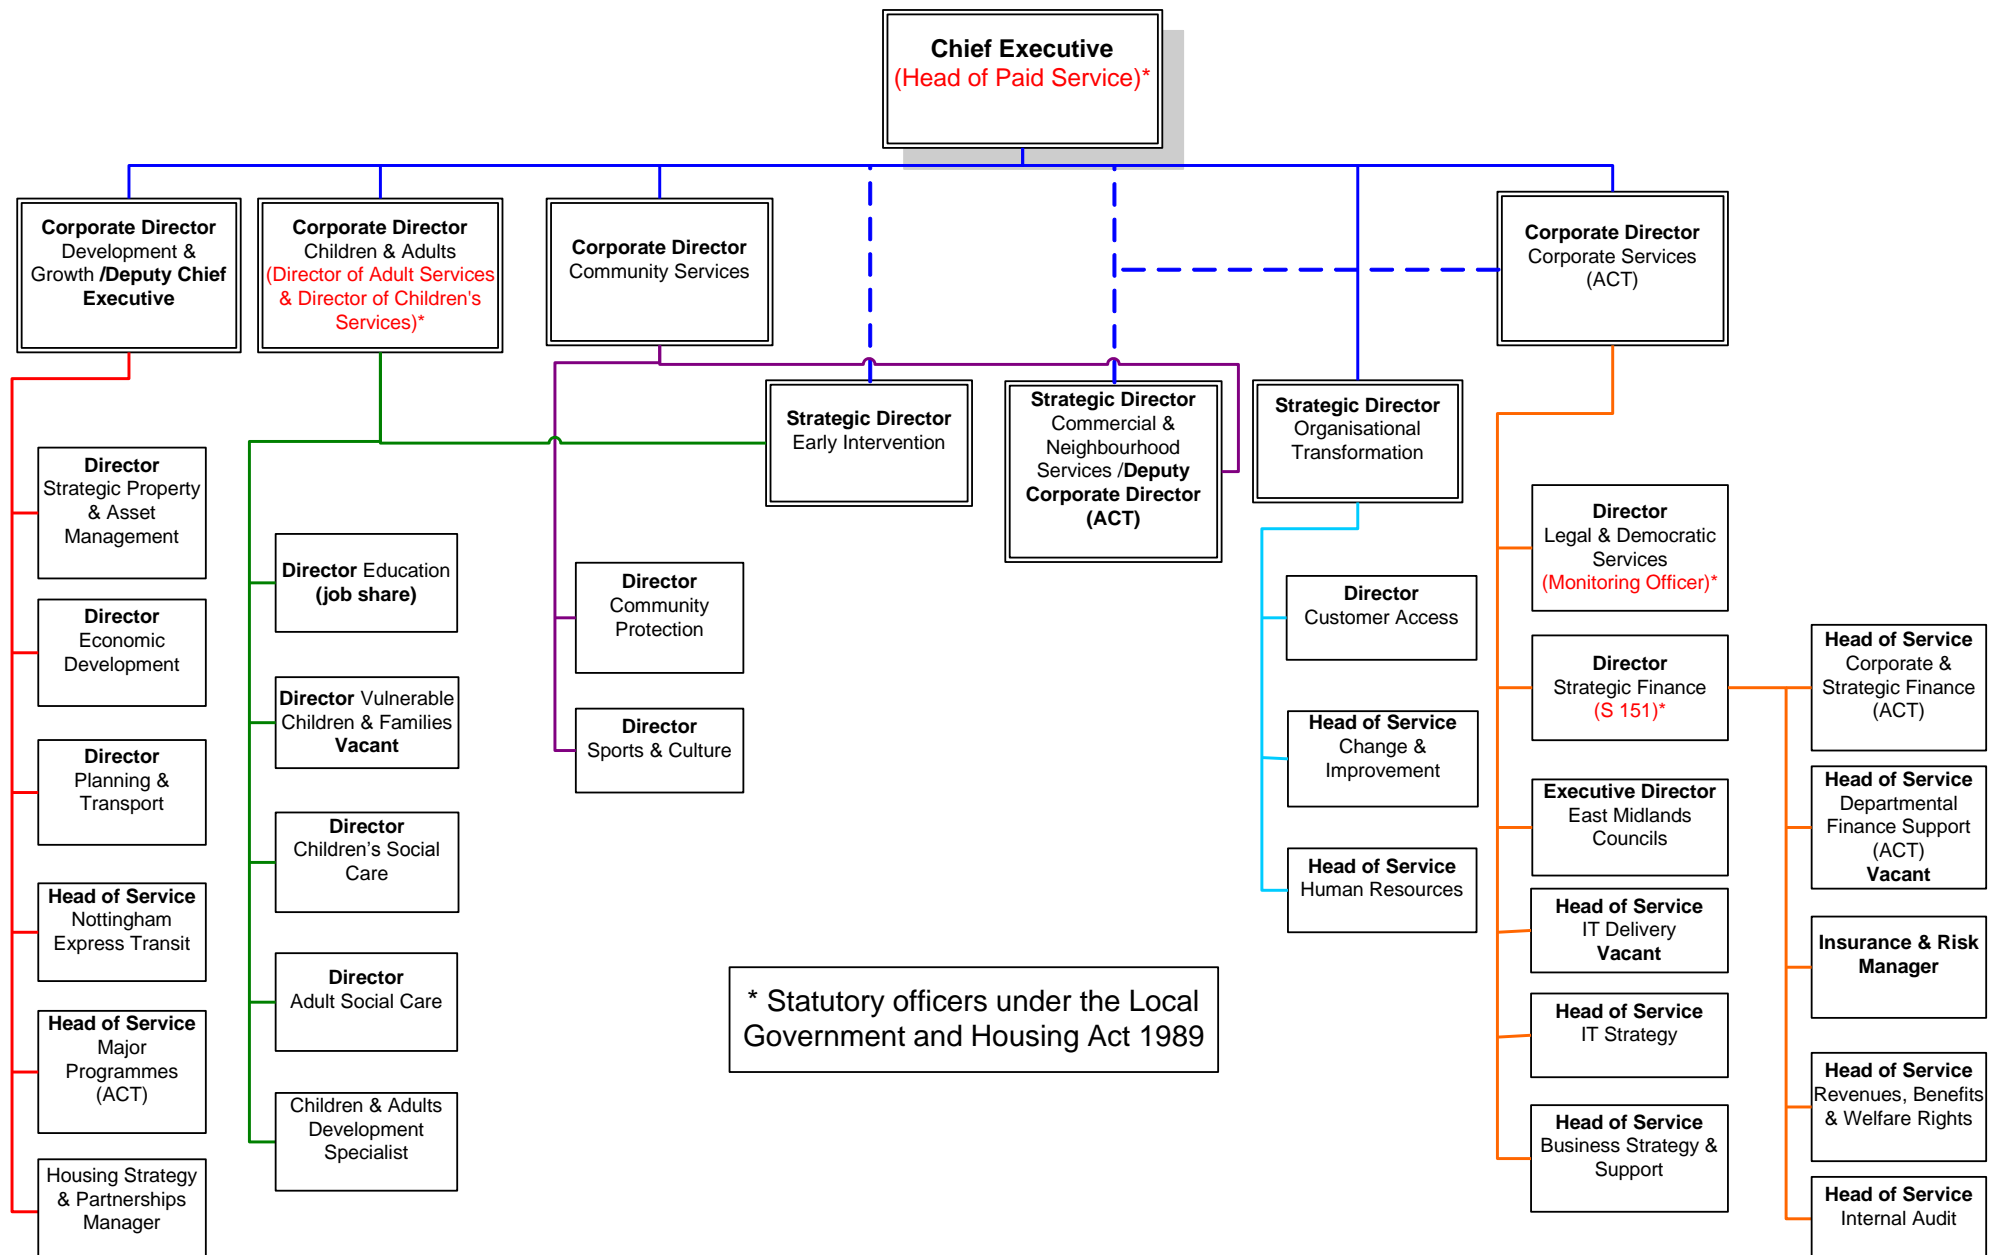 Chief Executive
(Head of Paid Service)*
Corporate Director
Development &
Growth /Deputy Chief
Executive
Corporate Director
Children & Adults
(Director of Adult Services
& Director of Children's
Services)*
Corporate Director
Community Services
Corporate Director
Corporate Services
(ACT)
Strategic Director
Early Intervention
Strategic Director
Commercial &
Neighbourhood
Services /Deputy
Corporate Director
(ACT)
Strategic Director
Organisational
Transformation
Director
Strategic Property
& Asset
Management
Director
Economic
Development
Director
Planning &
Transport
Head of Service
Nottingham
Express Transit
Head of Service
Major
Programmes
(ACT)
Housing Strategy
& Partnerships
Manager
Director Education
(job share)
Director Vulnerable
Children & Families
Vacant
Director
Children’s Social
Care
Director
Adult Social Care
Children & Adults
Development
Specialist
Director
Community
Protection
Director
Sports & Culture
Director
Customer Access
Head of Service
Change &
Improvement
Head of Service
Human Resources
Director
Legal & Democratic
Services
(Monitoring Officer)*
Director
Strategic Finance
(S 151)*
Executive Director
East Midlands
Councils
Head of Service
IT Delivery
Vacant
Head of Service
IT Strategy
Head of Service
Business Strategy &
Support
Head of Service
Corporate &
Strategic Finance
(ACT)
Head of Service
Departmental
Finance Support
(ACT)
Vacant
Insurance & Risk
Manager
Head of Service
Revenues, Benefits
& Welfare Rights
Head of Service
Internal Audit
* Statutory officers under the Local
Government and Housing Act 1989